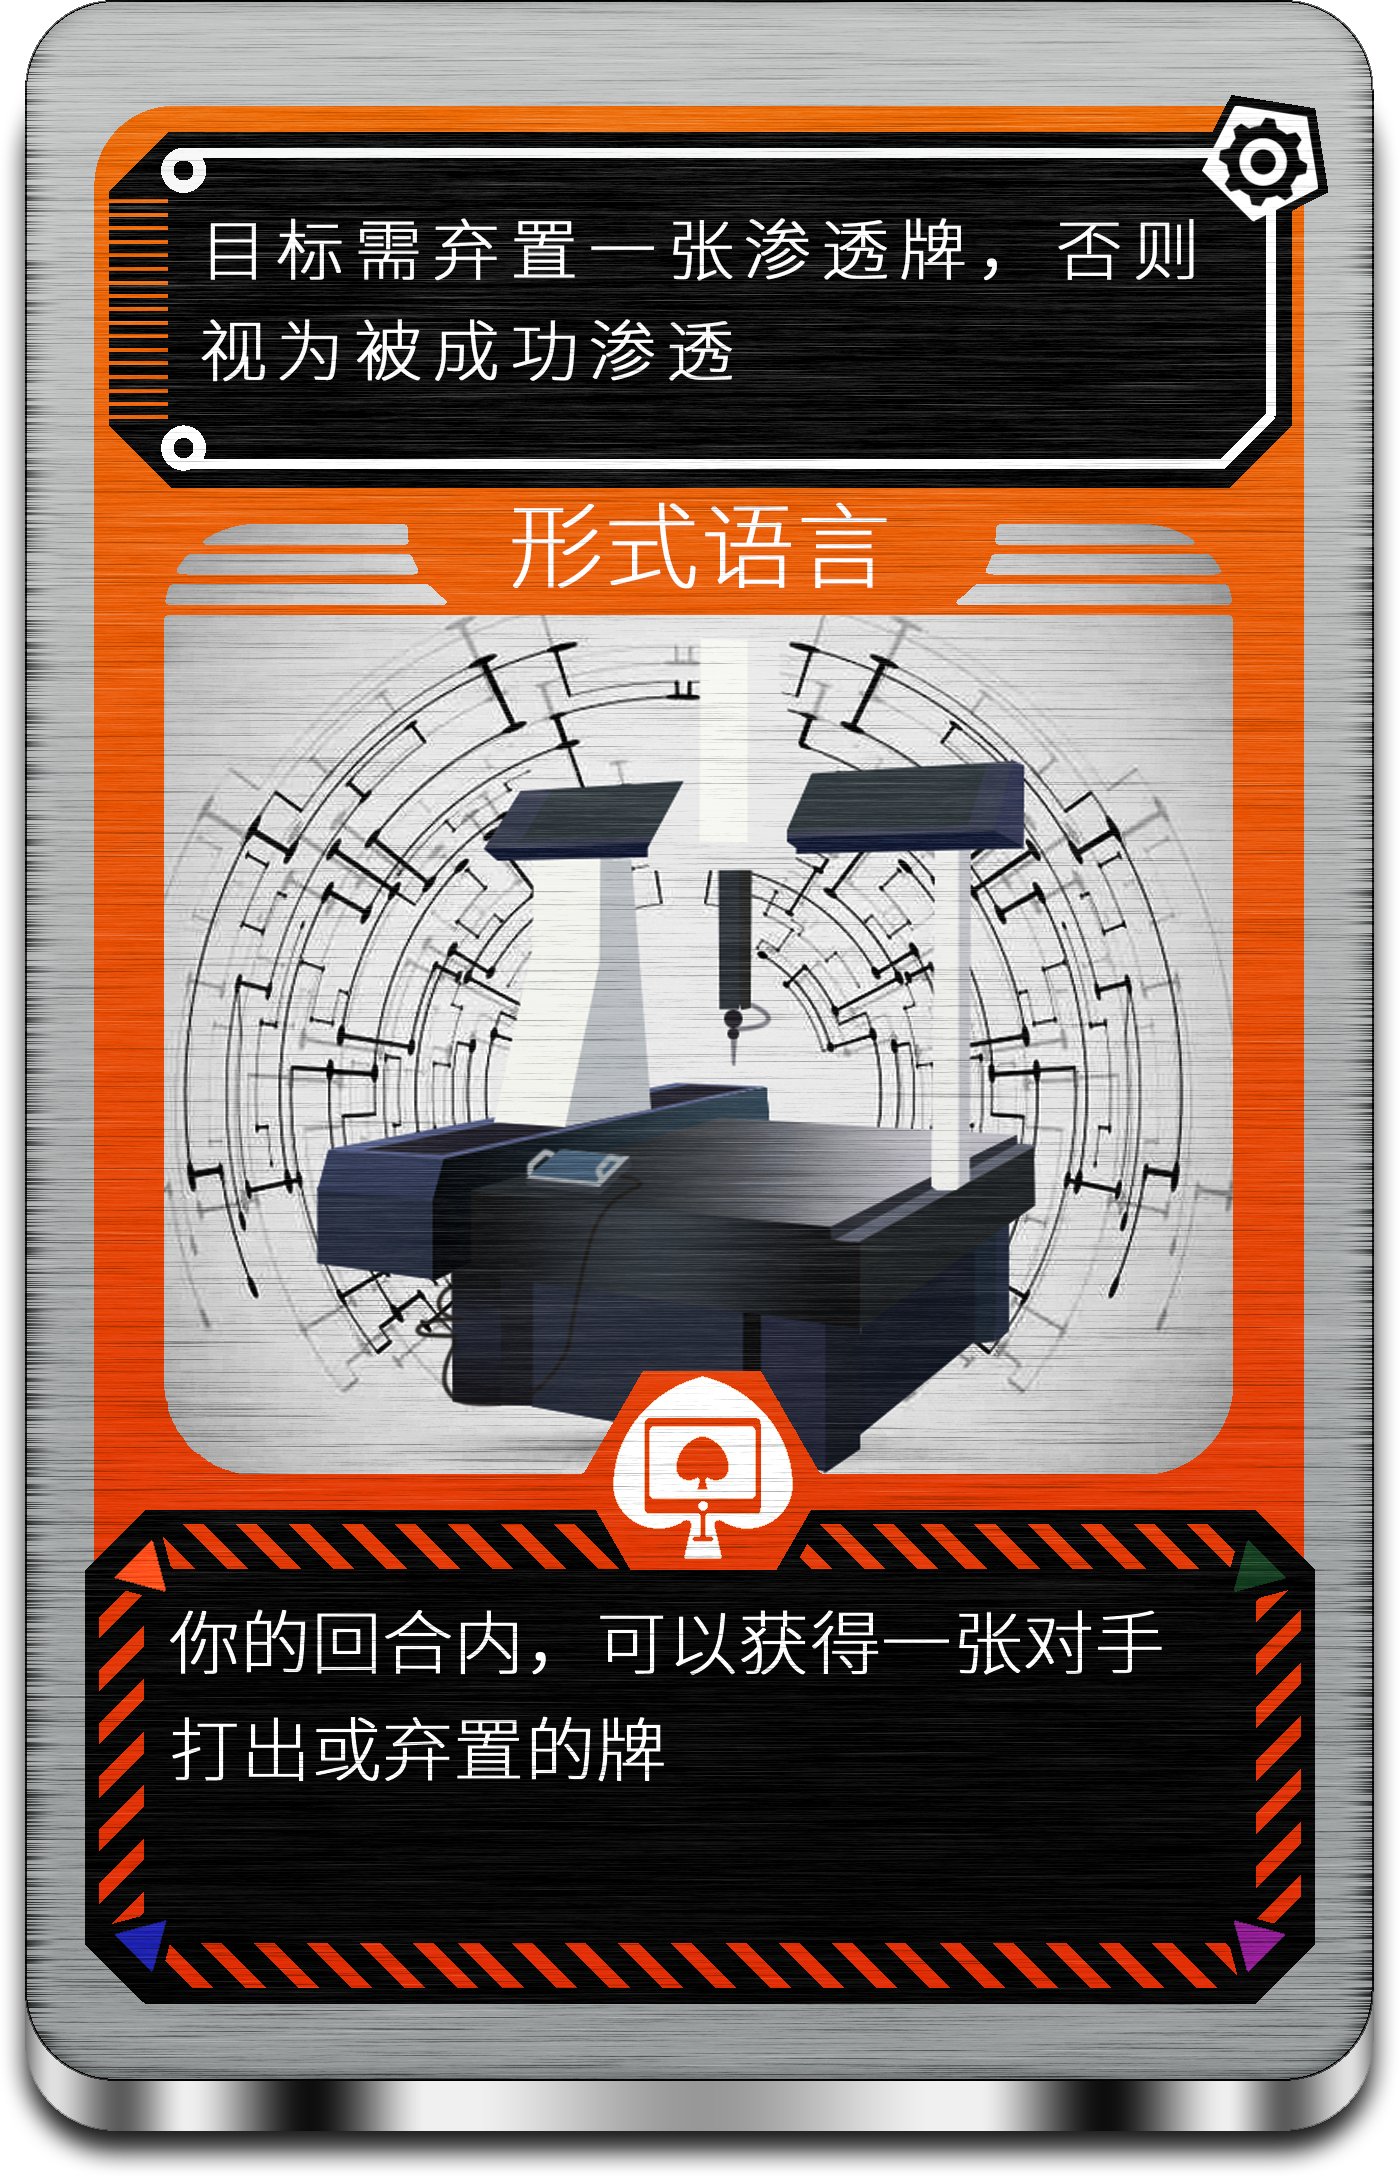 目标需弃置一张渗透牌，否则
视为被成功渗透
形式语言
你的回合内，可以获得一张对手
打出或弃置的牌